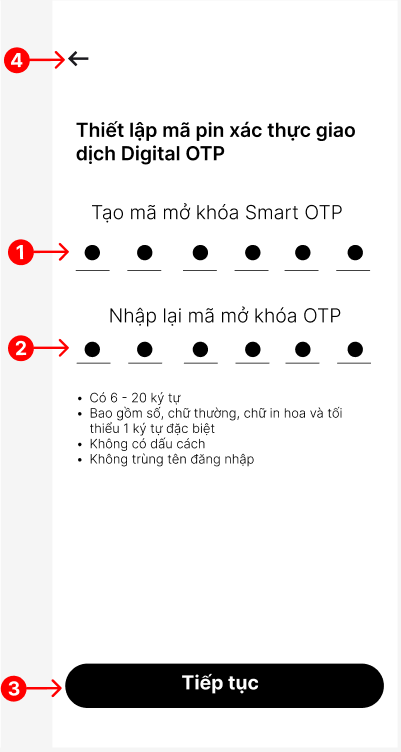 4
Thiết lập mã pin xác thực giao
dịch Digital OTP
Tạo mã mở khóa Smart OTP
1
Nhập lại mã mở khóa OTP
2
• Có 6 - 20 ký tự
• Bao gồm số, chữ thường, chữ in hoa và tối
thiểu 1 ký tự đặc biệt
• Không có dấu cách
• Không trùng tên đăng nhập
3
Tiếp tục